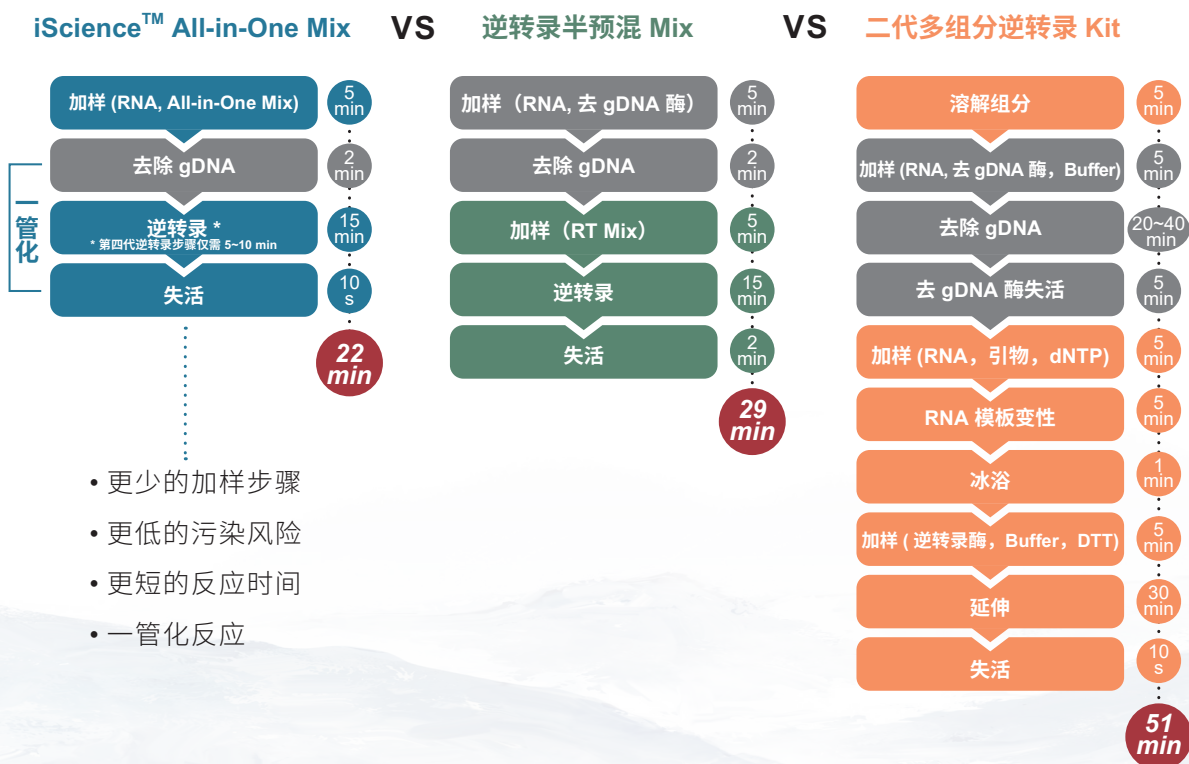 iScience™ All-in-One Mix
VS
逆转录半预混 Mix
VS
二代多组分逆转录 Kit
加样 (RNA, All-in-One Mix)
5
min
去除 gDNA
2
min
逆转录 *
* 第四代逆转录步骤仅需 5~10 min
15
min
失活
10
s
一管化
22
min
• 更少的加样步骤
• 更低的污染风险
• 更短的反应时间
• 一管化反应
加样（RNA, 去 gDNA 酶）
5
min
去除 gDNA
2
min
加样（RT Mix）
5
min
逆转录
15
min
失活
2
min
29
min
溶解组分
5
min
加样 (RNA, 去 gDNA 酶，Buffer)
5
min
去除 gDNA
20~40
min
去 gDNA 酶失活
5
min
加样 (RNA，引物，dNTP)
5
min
RNA 模板变性
5
min
冰浴
1
min
加样 ( 逆转录酶，Buffer，DTT)
5
min
延伸
30
min
失活
10
s
51
min